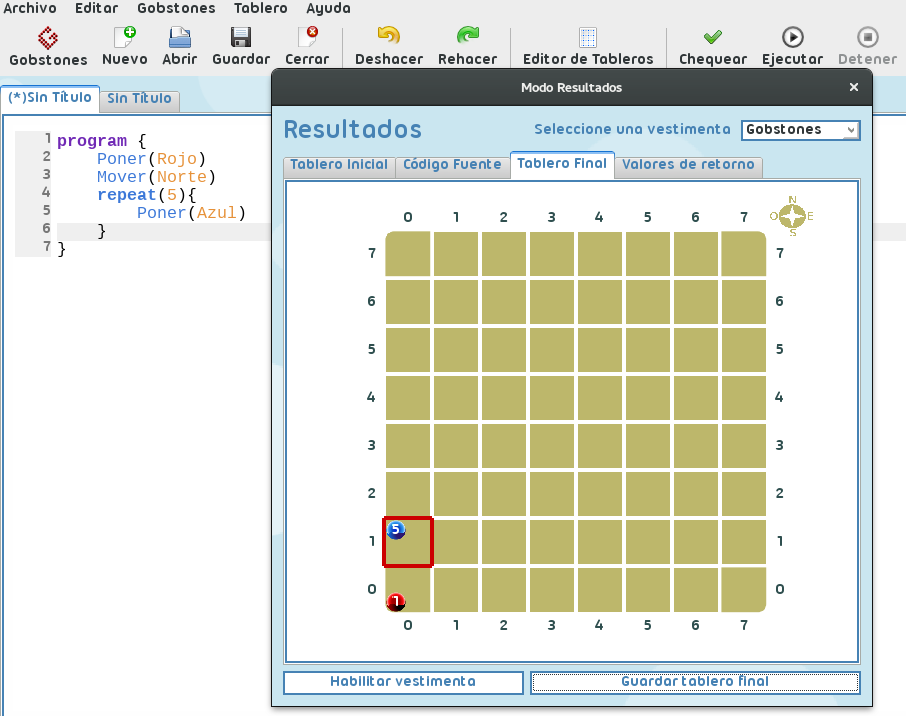 Archivo Editar Gobstones Tablero Ayuda
Gobstones Nuevo Abrir Guardar Cerrar Deshacer Rehacer Editor de Tableros Chequear Ejecutar Detener
(*)Sin Título Sin Título
1 program {
2 Poner(Rojo)
3 Mover(Norte)
4 repeat(5){
5 Poner(Azul)
6 }
7 }
Modo Resultados ×
Resultados Seleccione una vestimenta Gobstones
Tablero Inicial Código Fuente Tablero Final Valores de retorno
N
O E
S
0 1 2 3 4 5 6 7
7 7
6 6
5 5
4 4
3 3
2 2
1 5 1
0 1 0
0 1 2 3 4 5 6 7
Habilitar vestimenta Guardar tablero final